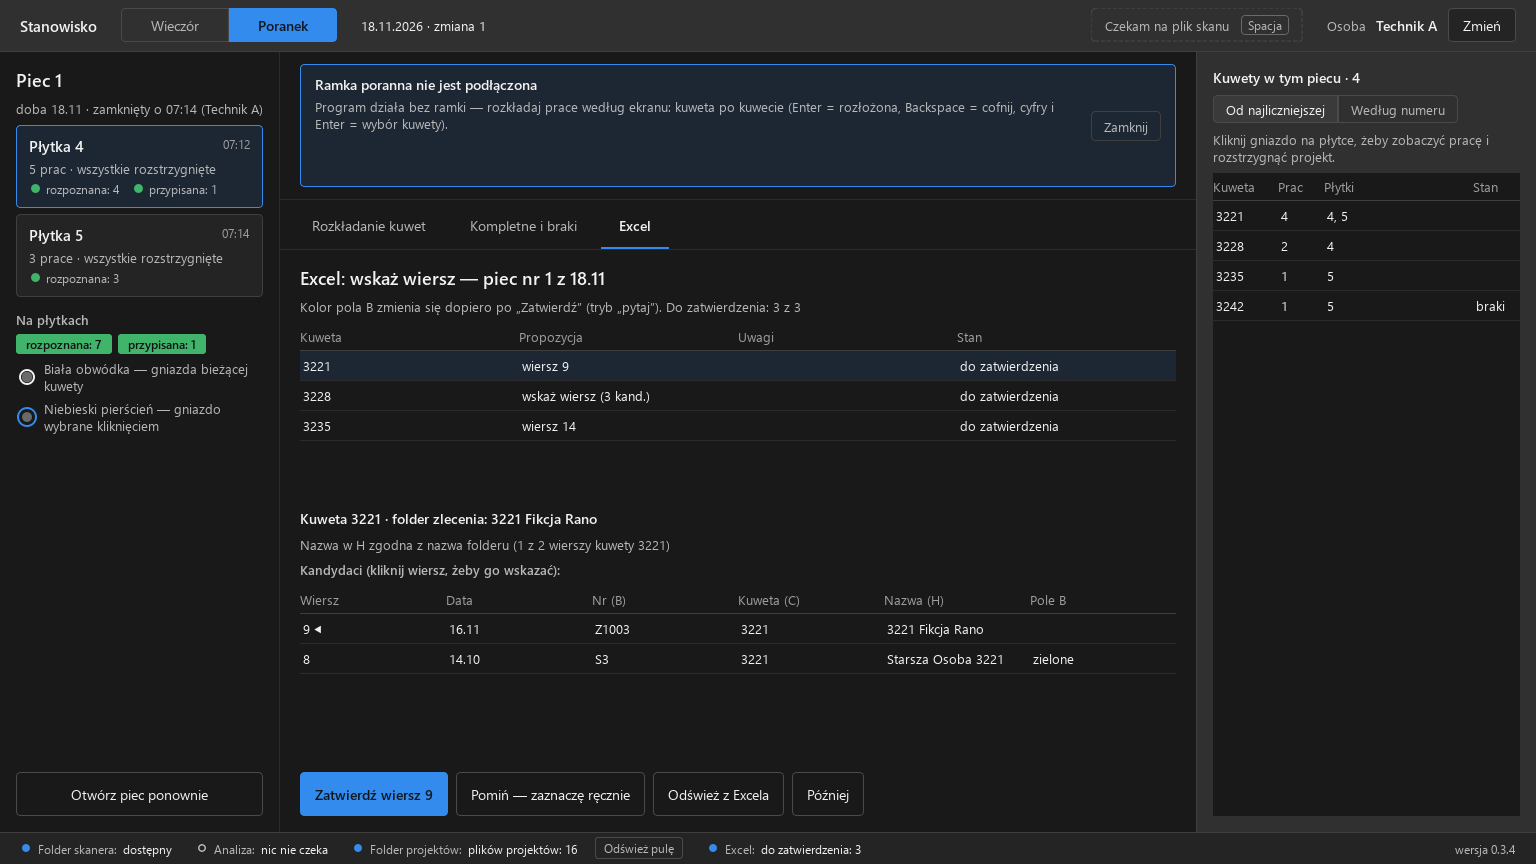 Stanowisko
Wieczór
Poranek
18.11.2026 · zmiana 1
Czekam na plik skanu
Spacja
Osoba
Technik A
Zmień
Piec 1
doba 18.11 · zamknięty o 07:14 (Technik A)
Płytka 4
07:12
5 prac · wszystkie rozstrzygnięte
rozpoznana: 4
przypisana: 1
Płytka 5
07:14
3 prace · wszystkie rozstrzygnięte
rozpoznana: 3
Na płytkach
rozpoznana: 7
przypisana: 1
Biała obwódka — gniazda bieżącej
kuwety
Niebieski pierścień — gniazdo
wybrane kliknięciem
Otwórz piec ponownie
Ramka poranna nie jest podłączona
Program działa bez ramki — rozkładaj prace według ekranu: kuweta po kuwecie (Enter = rozłożona, Backspace = cofnij, cyfry i
Enter = wybór kuwety).
Zamknij
Rozkładanie kuwet
Kompletne i braki
Excel
Excel: wskaż wiersz — piec nr 1 z 18.11
Kolor pola B zmienia się dopiero po „Zatwierdź” (tryb „pytaj”). Do zatwierdzenia: 3 z 3
Kuweta Propozycja Uwagi Stan
3221 wiersz 9 do zatwierdzenia
3228 wskaż wiersz (3 kand.) do zatwierdzenia
3235 wiersz 14 do zatwierdzenia
Kuweta 3221 · folder zlecenia: 3221 Fikcja Rano
Nazwa w H zgodna z nazwa folderu (1 z 2 wierszy kuwety 3221)
Kandydaci (kliknij wiersz, żeby go wskazać):
Wiersz Data Nr (B) Kuweta (C) Nazwa (H) Pole B
9 ◄ 16.11 Z1003 3221 3221 Fikcja Rano
8 14.10 S3 3221 Starsza Osoba 3221 zielone
Zatwierdź wiersz 9
Pomiń — zaznaczę ręcznie
Odśwież z Excela
Później
Kuwety w tym piecu · 4
Od najliczniejszej
Według numeru
Kliknij gniazdo na płytce, żeby zobaczyć pracę i
rozstrzygnąć projekt.
Kuweta Prac Płytki Stan
3221 4 4, 5
3228 2 4
3235 1 5
3242 1 5 braki
Folder skanera: dostępny
Analiza: nic nie czeka
Folder projektów: plików projektów: 16
Odśwież pulę
Excel: do zatwierdzenia: 3
wersja 0.3.4